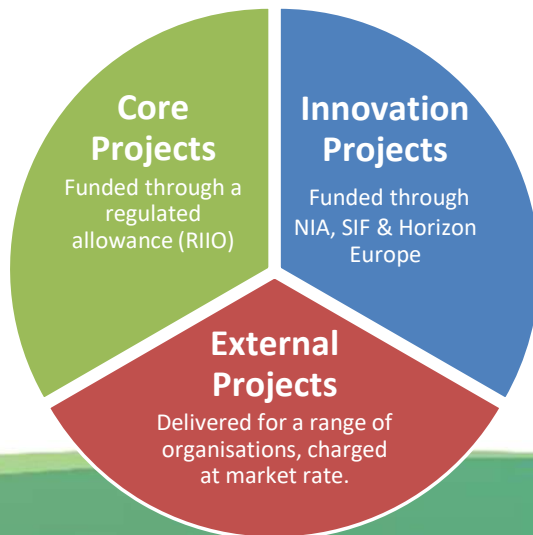 Core
Projects
Funded through a
regulated
allowance (RIIO)
Innovation
Projects
Funded through
NIA, SIF & Horizon
Europe
External
Projects
Delivered for a range of
organisations, charged
at market rate.